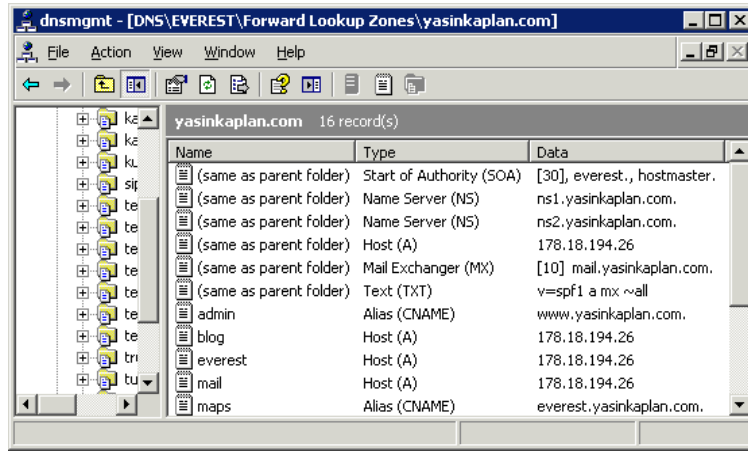 dnsmgmt - [DNS\EVEREST\Forward Lookup Zones\yasinkaplan.com]
File Action View Window Help
yasinkaplan.com 16 record(s)
Name Type Data
(same as parent folder) Start of Authority (SOA) [30], everest., hostmaster.
(same as parent folder) Name Server (NS) ns1.yasinkaplan.com.
(same as parent folder) Name Server (NS) ns2.yasinkaplan.com.
(same as parent folder) Host (A) 178.18.194.26
(same as parent folder) Mail Exchanger (MX) [10] mail.yasinkaplan.com.
(same as parent folder) Text (TXT) v=spf1 a mx ~all
admin Alias (CNAME) www.yasinkaplan.com.
blog Host (A) 178.18.194.26
everest Host (A) 178.18.194.26
mail Host (A) 178.18.194.26
maps Alias (CNAME) everest.yasinkaplan.com.